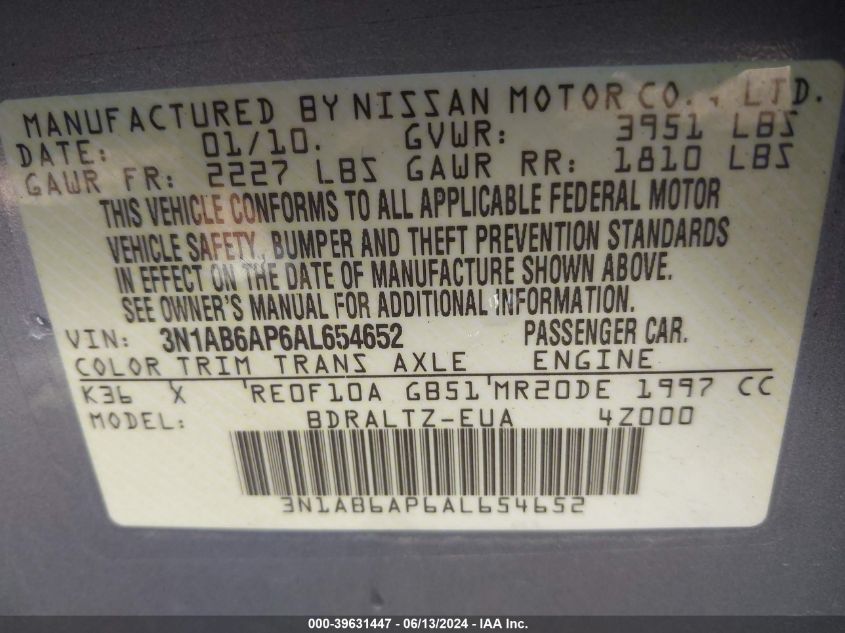 MANUFACTURED BY NISSAN MOTOR CO., LTD.
DATE: 01/10. GVWR: 3951 LBS
GAWR FR: 2227 LBS GAWR RR: 1810 LBS
THIS VEHICLE CONFORMS TO ALL APPLICABLE FEDERAL MOTOR
VEHICLE SAFETY, BUMPER AND THEFT PREVENTION STANDARDS
IN EFFECT ON THE DATE OF MANUFACTURE SHOWN ABOVE.
SEE OWNER'S MANUAL FOR ADDITIONAL INFORMATION.
VIN: 3N1AB6AP6AL654652 PASSENGER CAR.
COLOR TRIM TRANS AXLE ENGINE
K36 X RE0F10A GB51 MR20DE 1997 CC
MODEL: BDRALTZ-EUA 4Z000
3N1AB6AP6AL654652
000-39631447 - 06/13/2024 - IAA Inc.